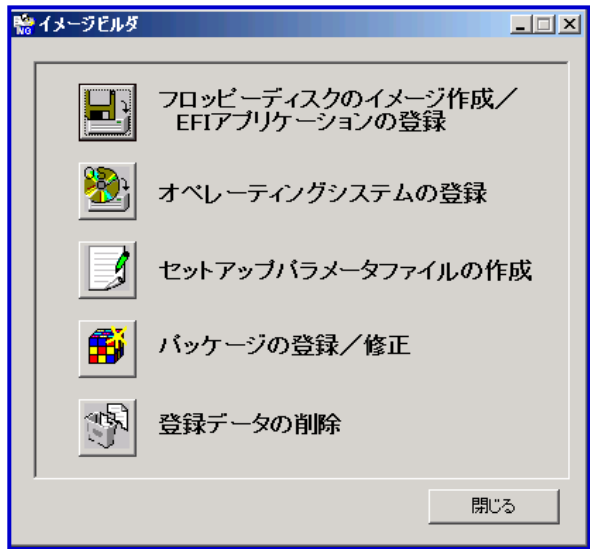 イメージビルダ
フロッピーディスクのイメージ作成／
EFIアプリケーションの登録
オペレーティングシステムの登録
セットアップパラメータファイルの作成
パッケージの登録／修正
登録データの削除
閉じる